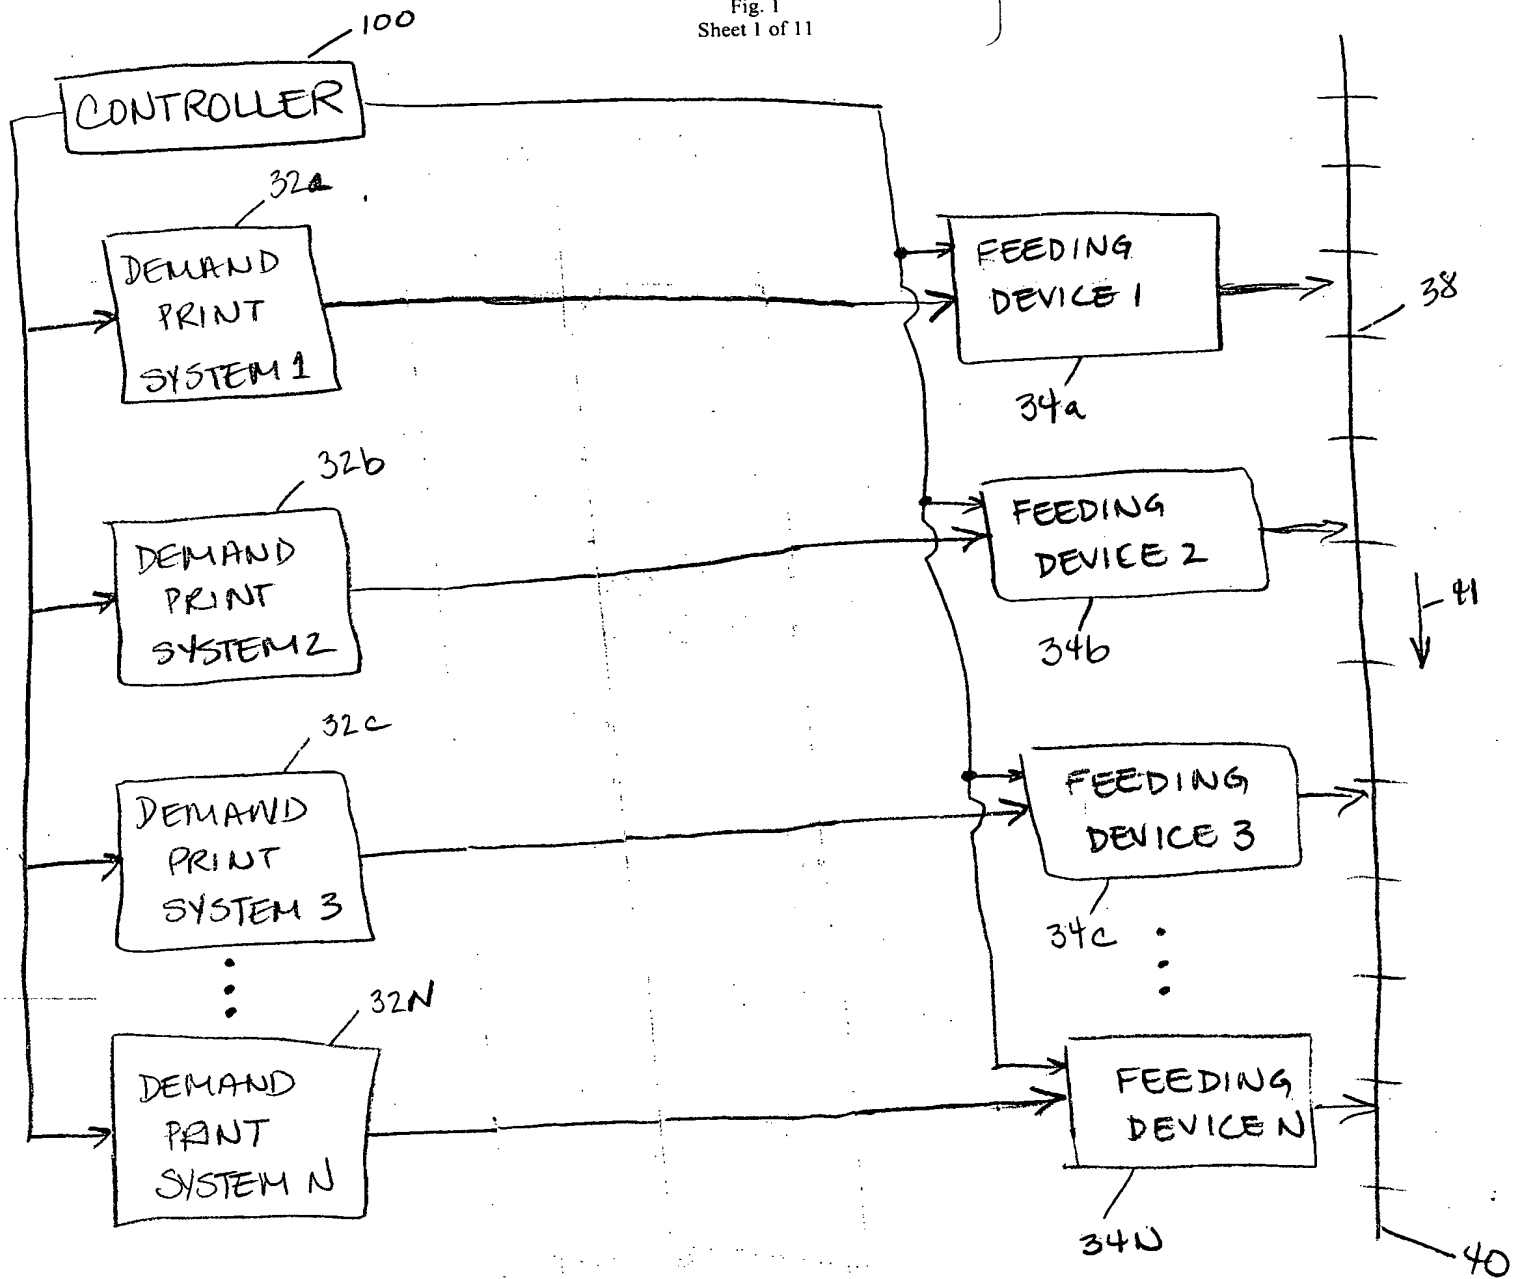 Fig. 1
Sheet 1 of 11
100
CONTROLLER
32a
DEMAND
PRINT
SYSTEM 1
FEEDING
DEVICE 1
34a
38
32b
DEMAND
PRINT
SYSTEM 2
FEEDING
DEVICE 2
34b
41
32c
DEMAND
PRINT
SYSTEM 3
FEEDING
DEVICE 3
34c
32N
DEMAND
PRINT
SYSTEM N
FEEDING
DEVICE N
34N
40